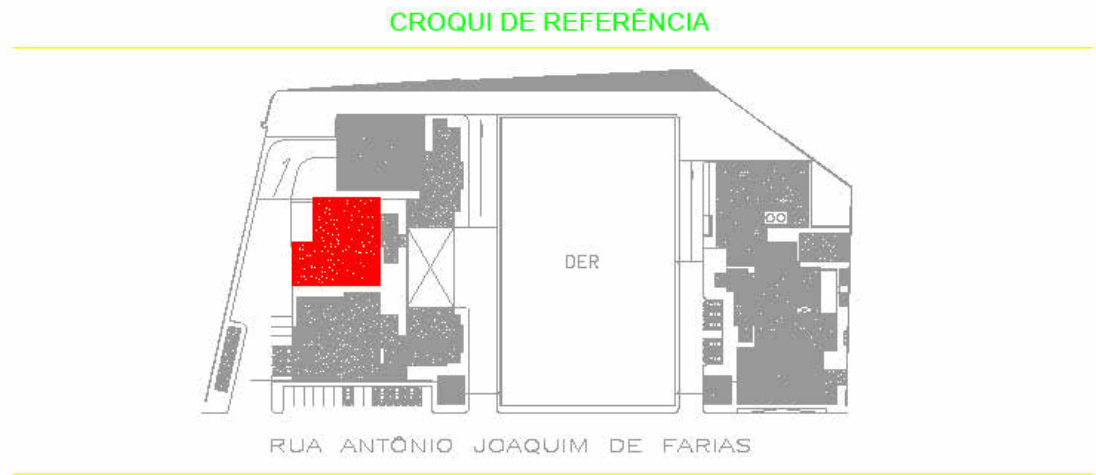 CROQUI DE REFERÊNCIA
DER
RUA ANTÔNIO JOAQUIM DE FARIAS